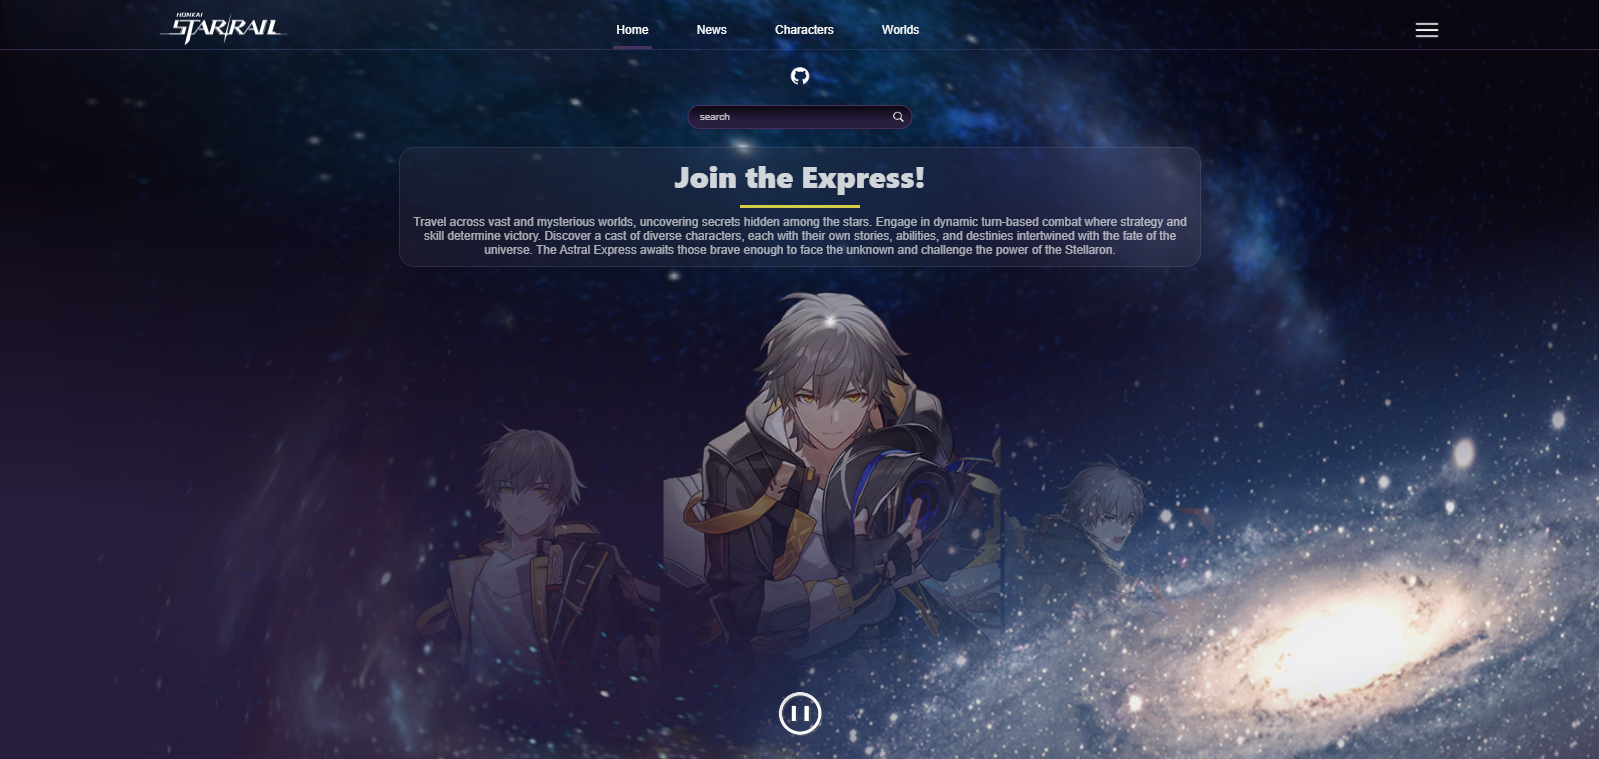 HONKAI
STAR RAIL
Home
News
Characters
Worlds
search
Join the Express!
Travel across vast and mysterious worlds, uncovering secrets hidden among the stars. Engage in dynamic turn-based combat where strategy and
skill determine victory. Discover a cast of diverse characters, each with their own stories, abilities, and destinies intertwined with the fate of the
universe. The Astral Express awaits those brave enough to face the unknown and challenge the power of the Stellaron.